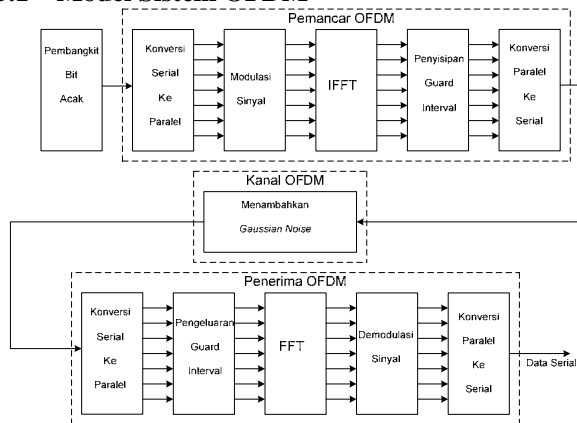 Model Sistem OFDM
Pemancar OFDM
Pembangkit
Bit
Acak
Konversi
Serial
Ke
Paralel
Modulasi
Sinyal
IFFT
Penyisipan
Guard
Interval
Konversi
Paralel
Ke
Serial
Kanal OFDM
Menambahkan
Gaussian Noise
Penerima OFDM
Konversi
Serial
Ke
Paralel
Pengeluaran
Guard
Interval
FFT
Demodulasi
Sinyal
Konversi
Paralel
Ke
Serial
Data Serial